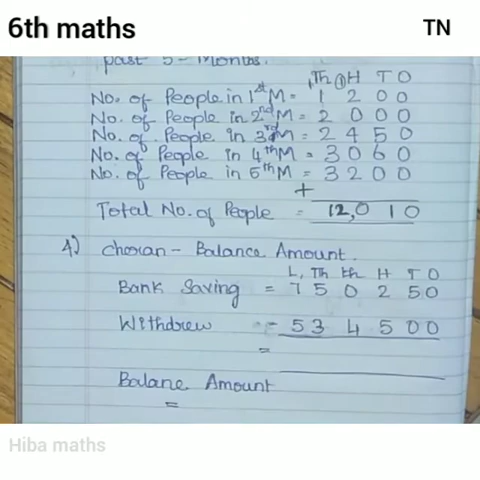 6th maths TN
past 5 - Months.
Th H T O
No. of People in 1st M = 1 2 0 0
No. of People in 2nd M = 2 0 0 0
No. of People in 3rd M = 2 4 5 0
No. of People in 4th M = 3 0 6 0
No. of People in 5th M = 3 2 0 0
+
Total No. of People = 12,0 1 0
4) Choran - Balance Amount.
L, Th th H T O
Bank Saving = 7 5 0 2 5 0
Withdrew = - 5 3 4 5 0 0
=
Balane Amount
=
Hiba maths